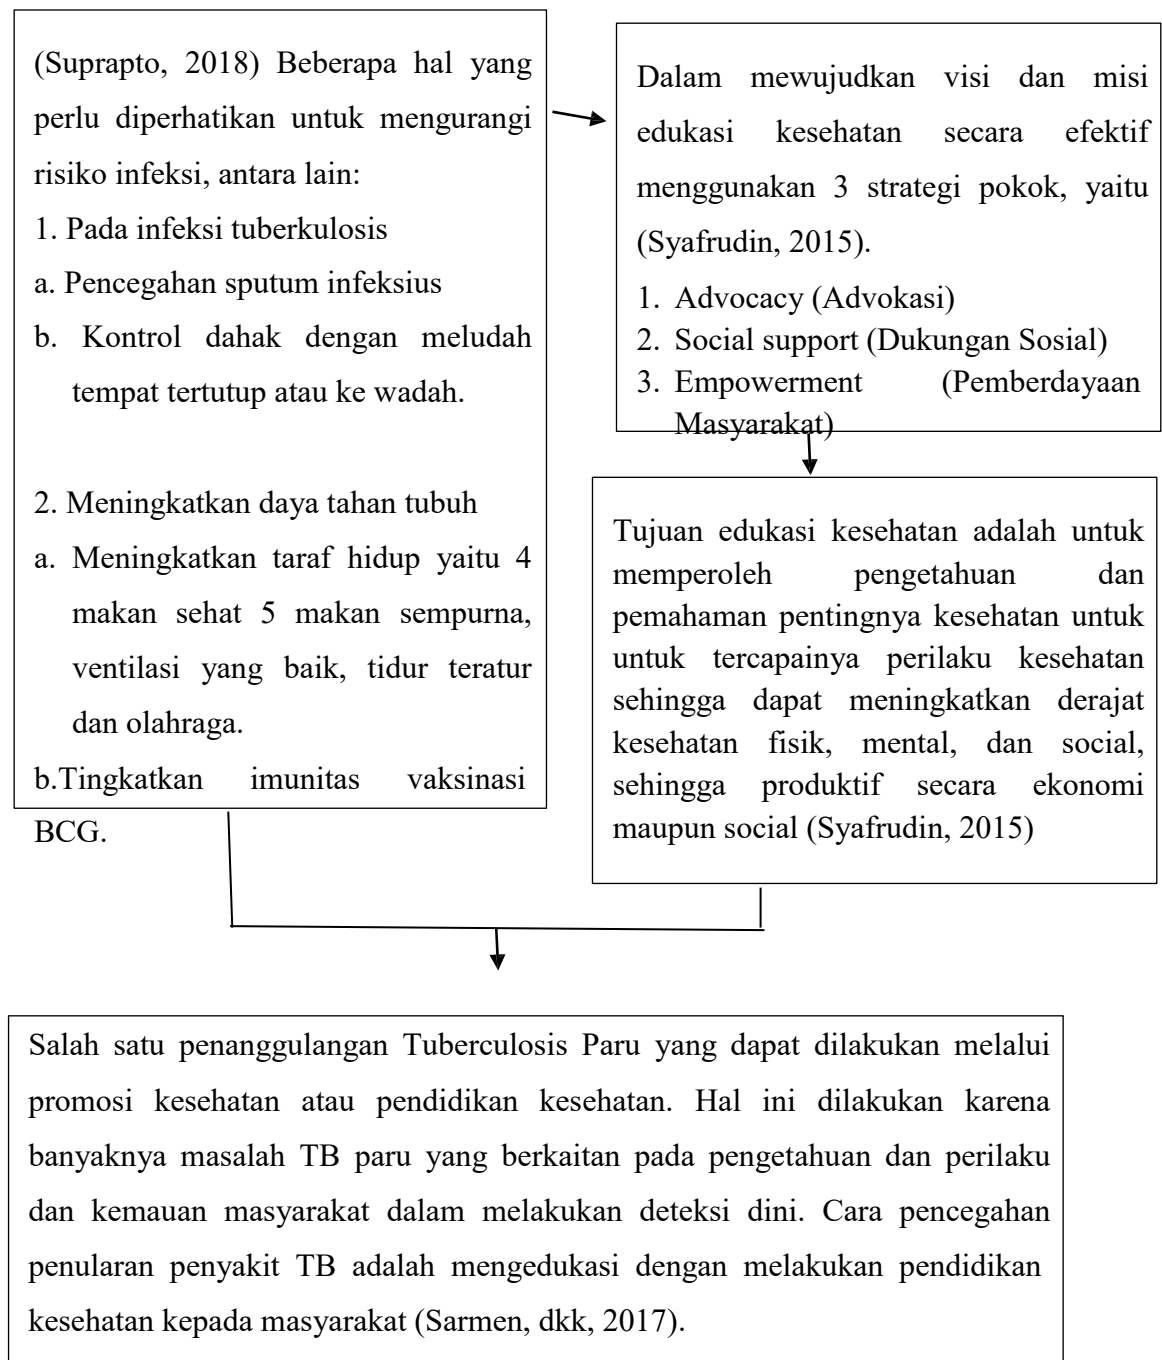 (Suprapto, 2018) Beberapa hal yang
perlu diperhatikan untuk mengurangi
risiko infeksi, antara lain:
1. Pada infeksi tuberkulosis
a. Pencegahan sputum infeksius
b. Kontrol dahak dengan meludah
tempat tertutup atau ke wadah.
2. Meningkatkan daya tahan tubuh
a. Meningkatkan taraf hidup yaitu 4
makan sehat 5 makan sempurna,
ventilasi yang baik, tidur teratur
dan olahraga.
b.Tingkatkan imunitas vaksinasi
BCG.
Dalam mewujudkan visi dan misi
edukasi kesehatan secara efektif
menggunakan 3 strategi pokok, yaitu
(Syafrudin, 2015).
1. Advocacy (Advokasi)
2. Social support (Dukungan Sosial)
3. Empowerment (Pemberdayaan
Masyarakat)
Tujuan edukasi kesehatan adalah untuk
memperoleh pengetahuan dan
pemahaman pentingnya kesehatan untuk
untuk tercapainya perilaku kesehatan
sehingga dapat meningkatkan derajat
kesehatan fisik, mental, dan social,
sehingga produktif secara ekonomi
maupun social (Syafrudin, 2015)
Salah satu penanggulangan Tuberculosis Paru yang dapat dilakukan melalui
promosi kesehatan atau pendidikan kesehatan. Hal ini dilakukan karena
banyaknya masalah TB paru yang berkaitan pada pengetahuan dan perilaku
dan kemauan masyarakat dalam melakukan deteksi dini. Cara pencegahan
penularan penyakit TB adalah mengedukasi dengan melakukan pendidikan
kesehatan kepada masyarakat (Sarmen, dkk, 2017).